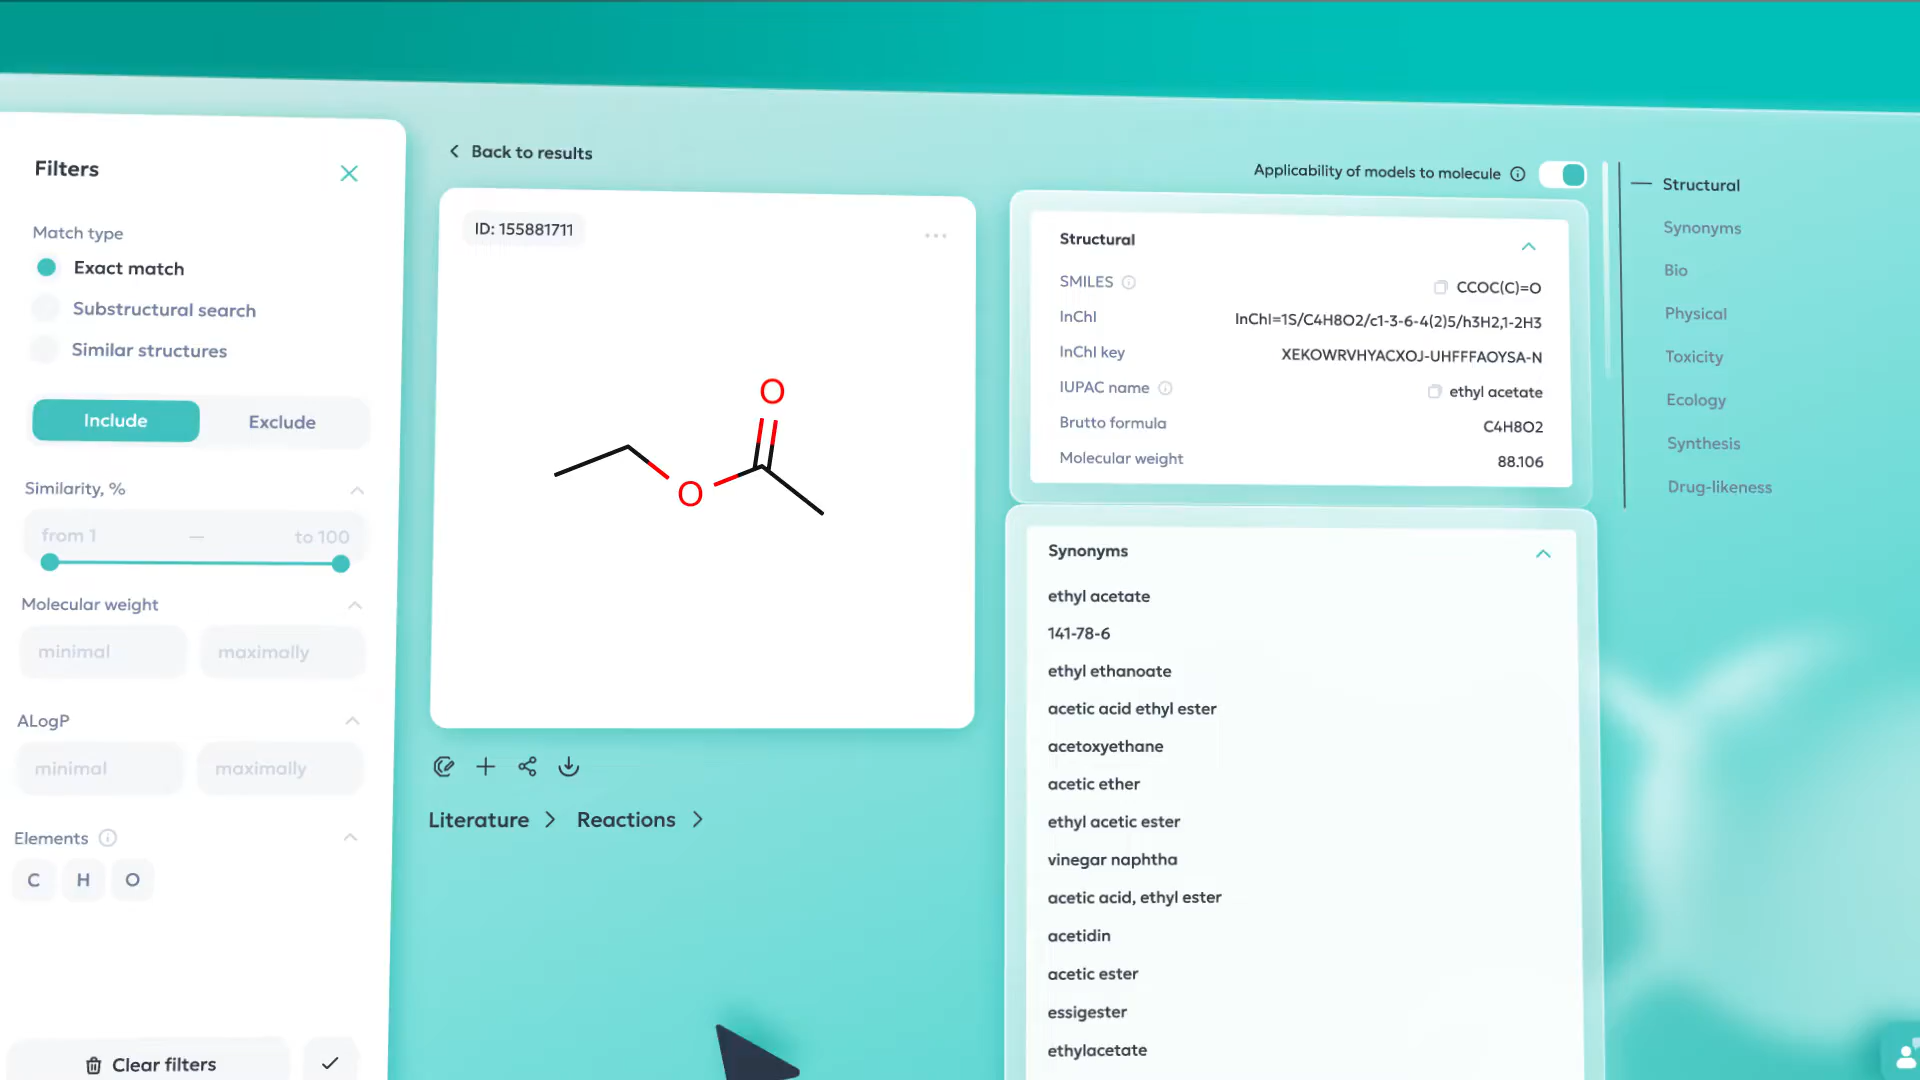 Filters
Match type
Exact match
Substructural search
Similar structures
Include
Exclude
Similarity, %
from 1
—
to 100
Molecular weight
minimal
maximally
ALogP
minimal
maximally
Elements
C
H
O
Clear filters
Back to results
ID: 155881711
O
O
Literature
Reactions
Applicability of models to molecule
Structural
SMILES CCOC(C)=O
InChI InChI=1S/C4H8O2/c1-3-6-4(2)5/h3H2,1-2H3
InChI key XEKOWRVHYACXOJ-UHFFFAOYSA-N
IUPAC name ethyl acetate
Brutto formula C4H8O2
Molecular weight 88.106
Synonyms
ethyl acetate
141-78-6
ethyl ethanoate
acetic acid ethyl ester
acetoxyethane
acetic ether
ethyl acetic ester
vinegar naphtha
acetic acid, ethyl ester
acetidin
acetic ester
essigester
ethylacetate
Structural
Synonyms
Bio
Physical
Toxicity
Ecology
Synthesis
Drug-likeness